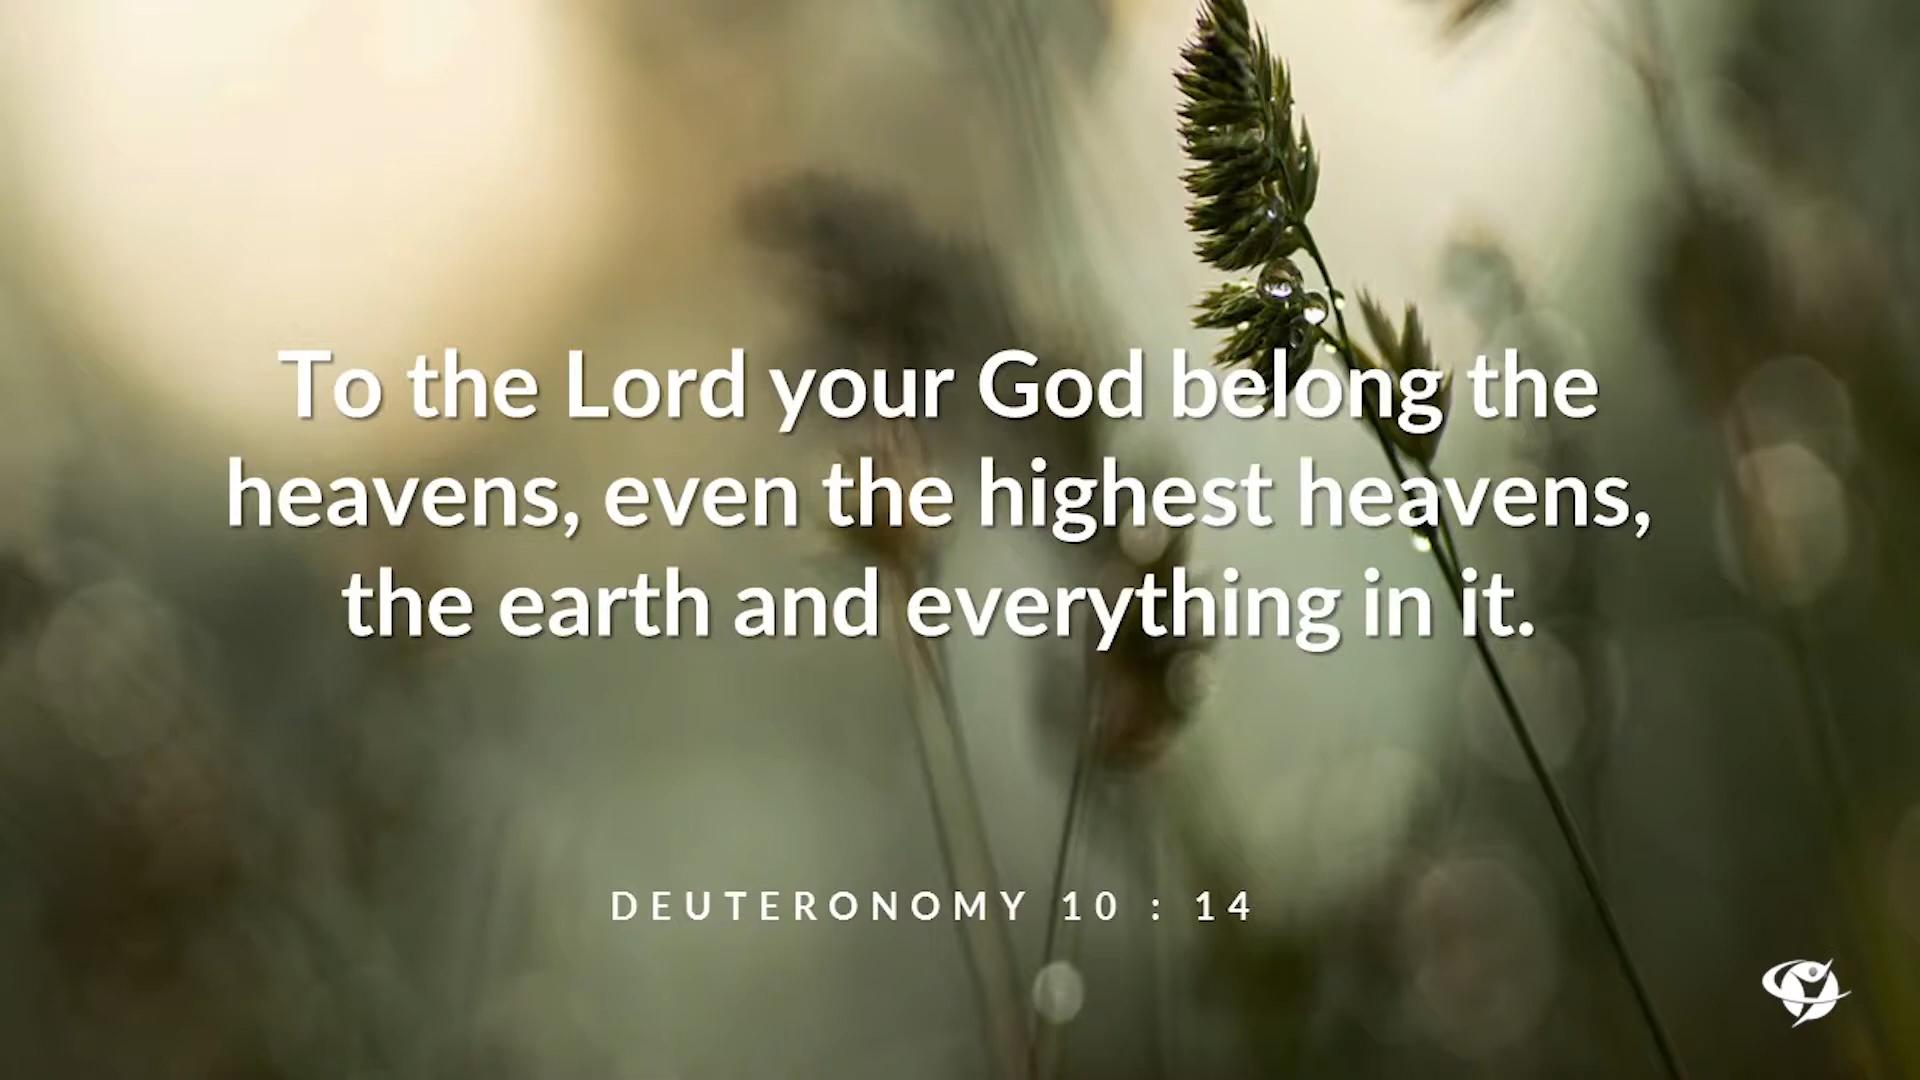 To the Lord your God belong the
heavens, even the highest heavens,
the earth and everything in it.
DEUTERONOMY 10 : 14